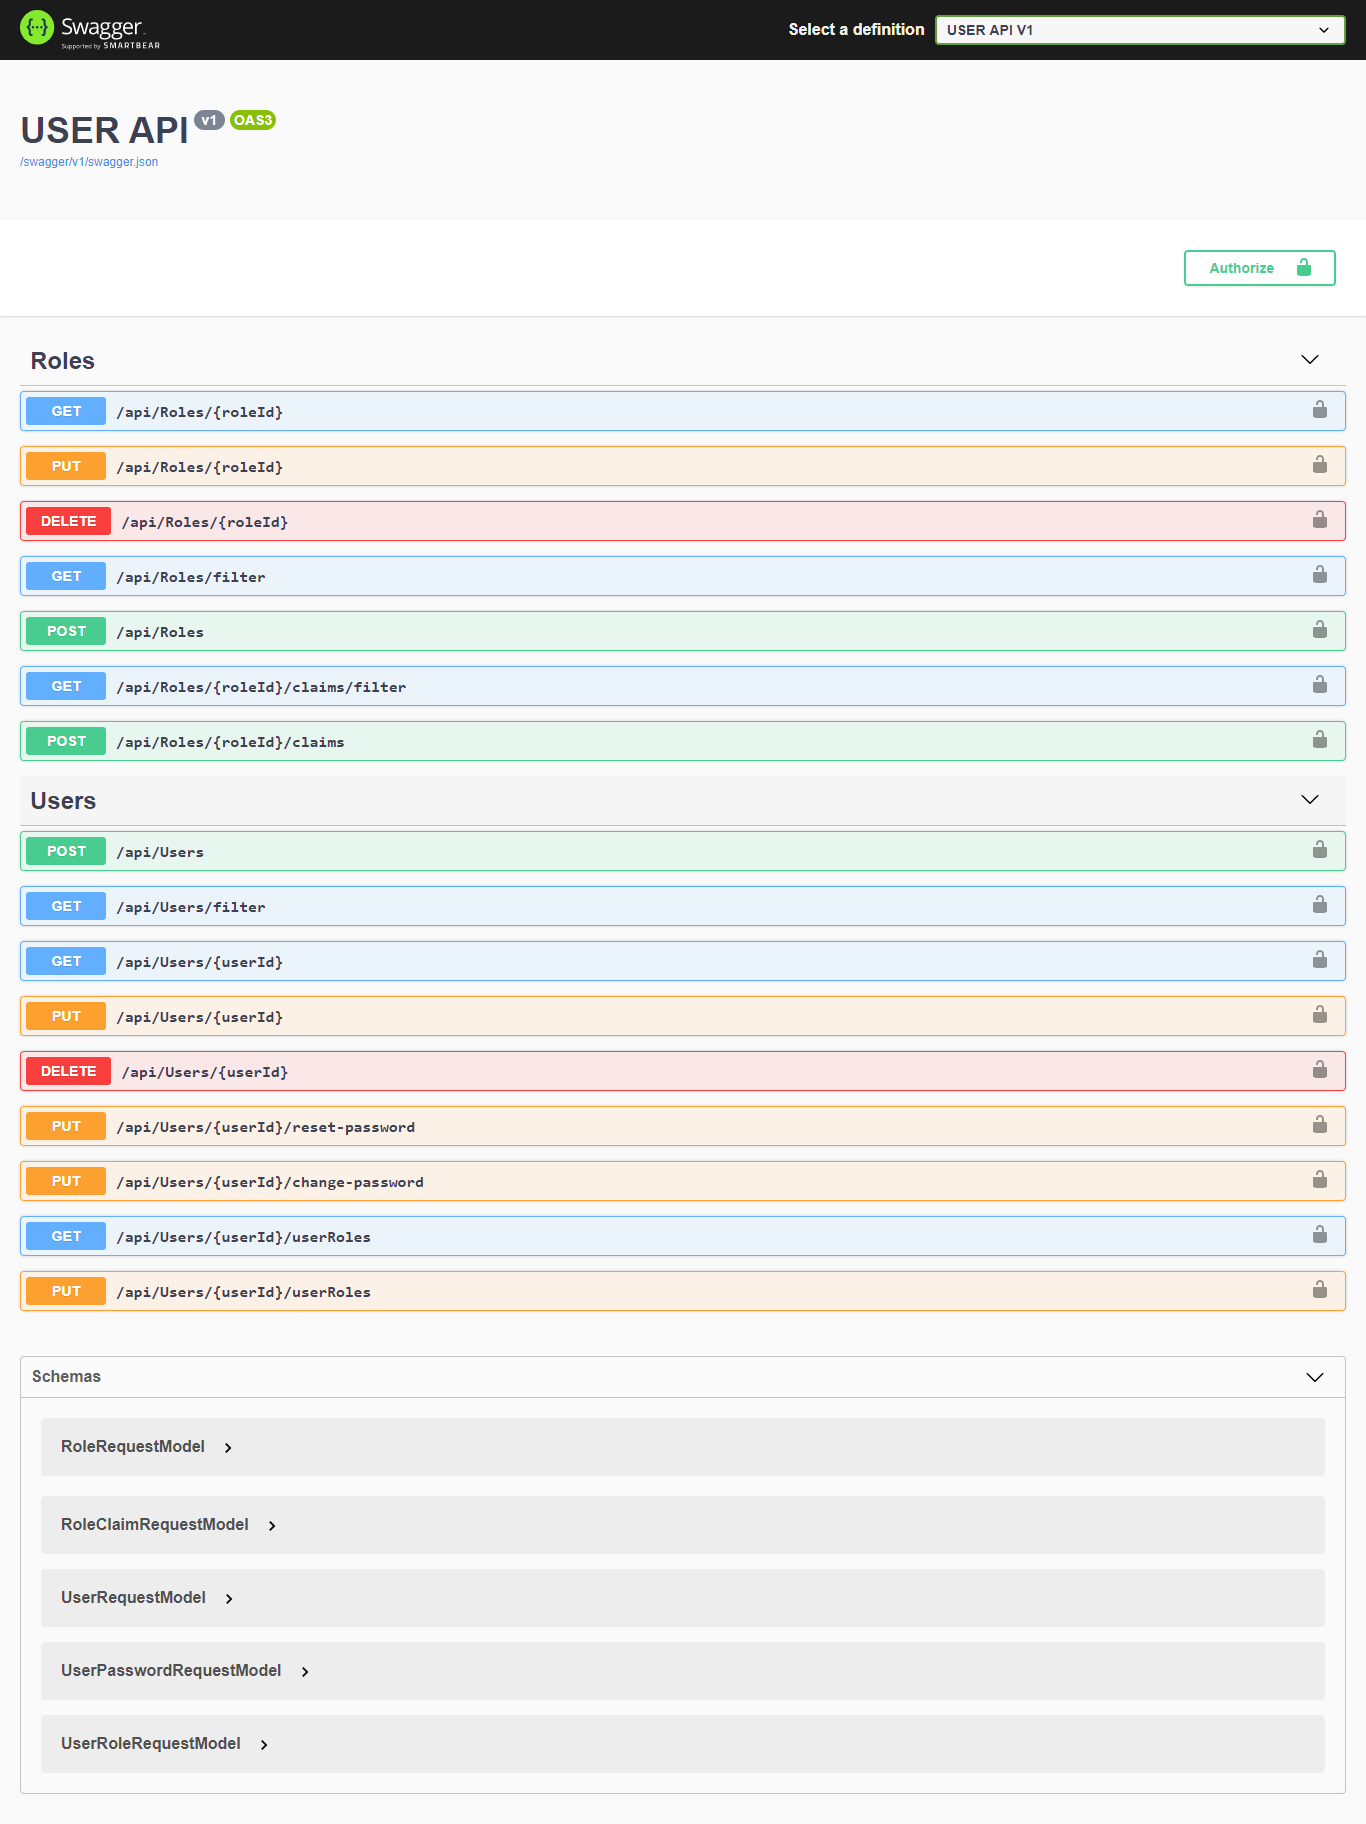 Swagger
Supported by SMARTBEAR
Select a definition
USER API V1
USER API v1 OAS3
/swagger/v1/swagger.json
Authorize
Roles
GET /api/Roles/{roleId}
PUT /api/Roles/{roleId}
DELETE /api/Roles/{roleId}
GET /api/Roles/filter
POST /api/Roles
GET /api/Roles/{roleId}/claims/filter
POST /api/Roles/{roleId}/claims
Users
POST /api/Users
GET /api/Users/filter
GET /api/Users/{userId}
PUT /api/Users/{userId}
DELETE /api/Users/{userId}
PUT /api/Users/{userId}/reset-password
PUT /api/Users/{userId}/change-password
GET /api/Users/{userId}/userRoles
PUT /api/Users/{userId}/userRoles
Schemas
RoleRequestModel
RoleClaimRequestModel
UserRequestModel
UserPasswordRequestModel
UserRoleRequestModel